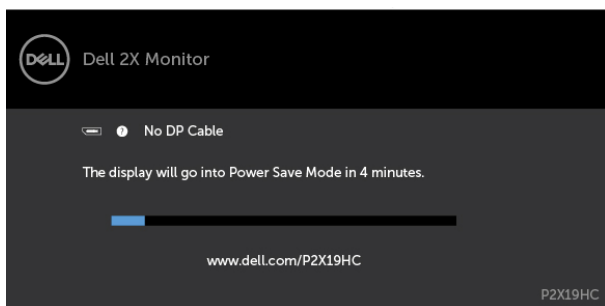 DELL
Dell 2X Monitor
? No DP Cable
The display will go into Power Save Mode in 4 minutes.
www.dell.com/P2X19HC
P2X19HC